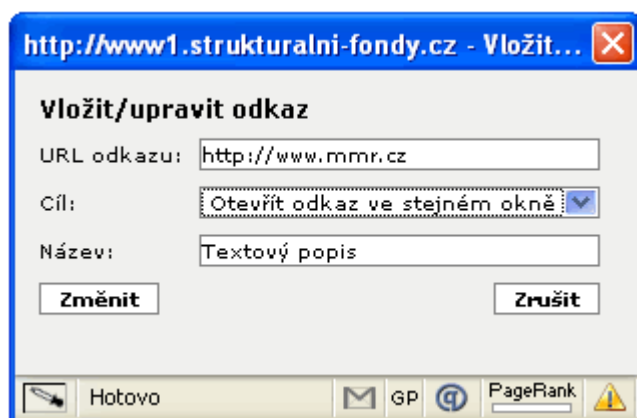 http://www1.strukturalni-fondy.cz - Vložit...
Vložit/upravit odkaz
URL odkazu: http://www.mmr.cz
Cíl: Otevřít odkaz ve stejném okně
Název: Textový popis
Změnit Zrušit
Hotovo GP @ PageRank